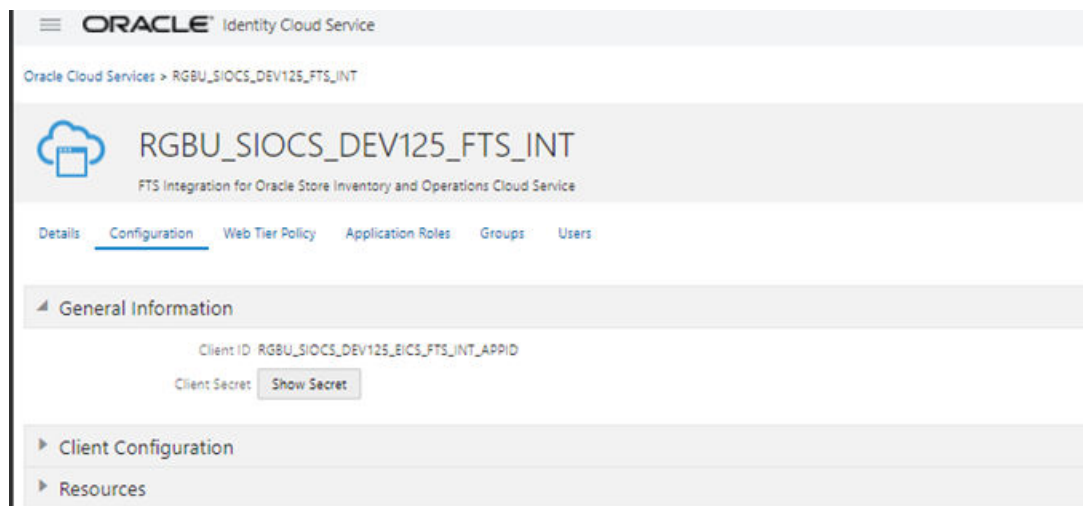 ORACLE® Identity Cloud Service
Oracle Cloud Services > RGBU_SIOCS_DEV125_FTS_INT
RGBU_SIOCS_DEV125_FTS_INT
FTS Integration for Oracle Store Inventory and Operations Cloud Service
Details Configuration Web Tier Policy Application Roles Groups Users
General Information
Client ID RGBU_SIOCS_DEV125_EICS_FTS_INT_APPID
Client Secret Show Secret
Client Configuration
Resources